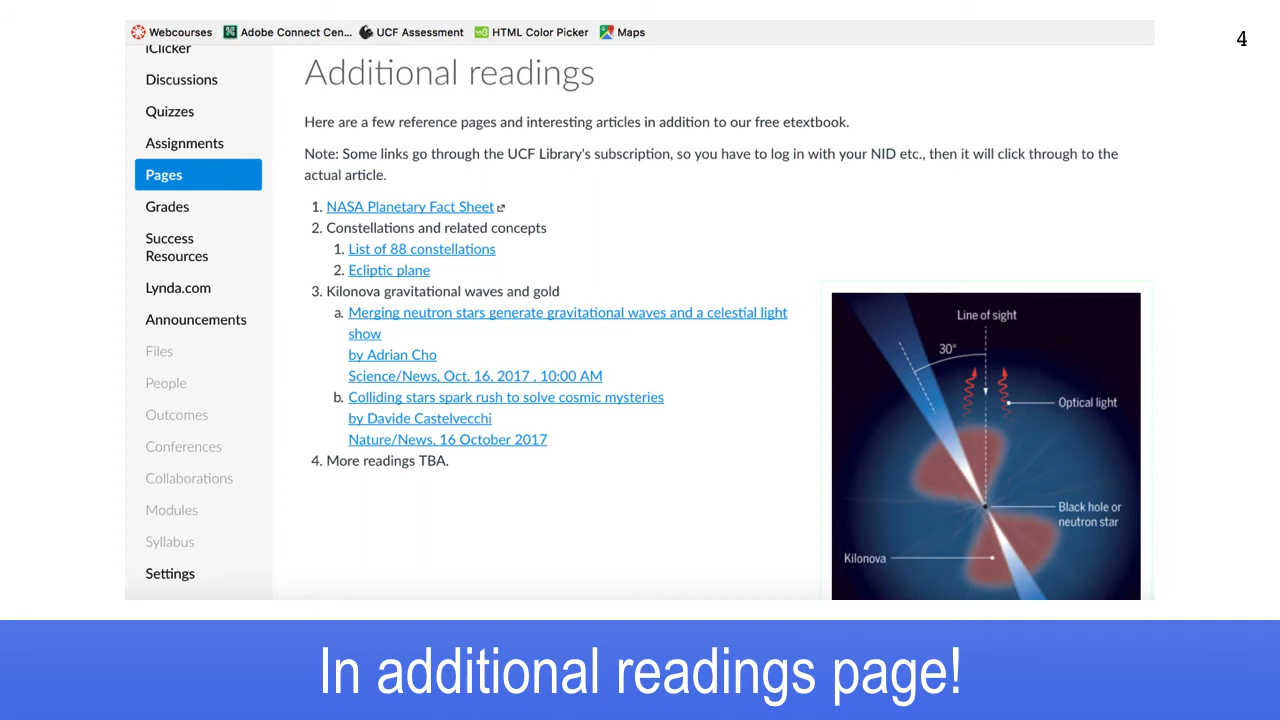 Webcourses Adobe Connect Cen... UCF Assessment HTML Color Picker Maps
4
iClicker
Discussions
Quizzes
Assignments
Pages
Grades
Success
Resources
Lynda.com
Announcements
Files
People
Outcomes
Conferences
Collaborations
Modules
Syllabus
Settings
Additional readings
Here are a few reference pages and interesting articles in addition to our free etextbook.
Note: Some links go through the UCF Library's subscription, so you have to log in with your NID etc., then it will click through to the
actual article.
1. NASA Planetary Fact Sheet
2. Constellations and related concepts
1. List of 88 constellations
2. Ecliptic plane
3. Kilonova gravitational waves and gold
a. Merging neutron stars generate gravitational waves and a celestial light
show
by Adrian Cho
Science/News, Oct. 16, 2017 , 10:00 AM
b. Colliding stars spark rush to solve cosmic mysteries
by Davide Castelvecchi
Nature/News, 16 October 2017
4. More readings TBA.
Line of sight
30°
Optical light
Black hole or
neutron star
Kilonova
In additional readings page!